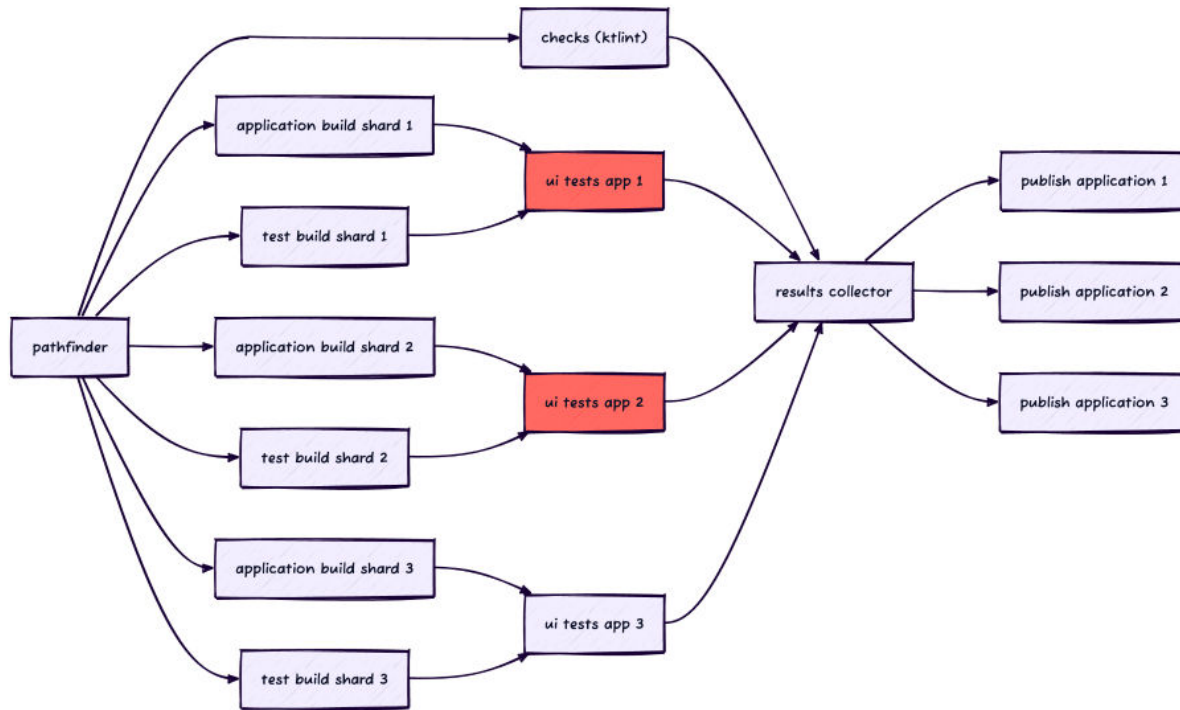 checks (ktlint)
application build shard 1
ui tests app 1
test build shard 1
pathfinder
application build shard 2
ui tests app 2
test build shard 2
application build shard 3
ui tests app 3
test build shard 3
results collector
publish application 1
publish application 2
publish application 3